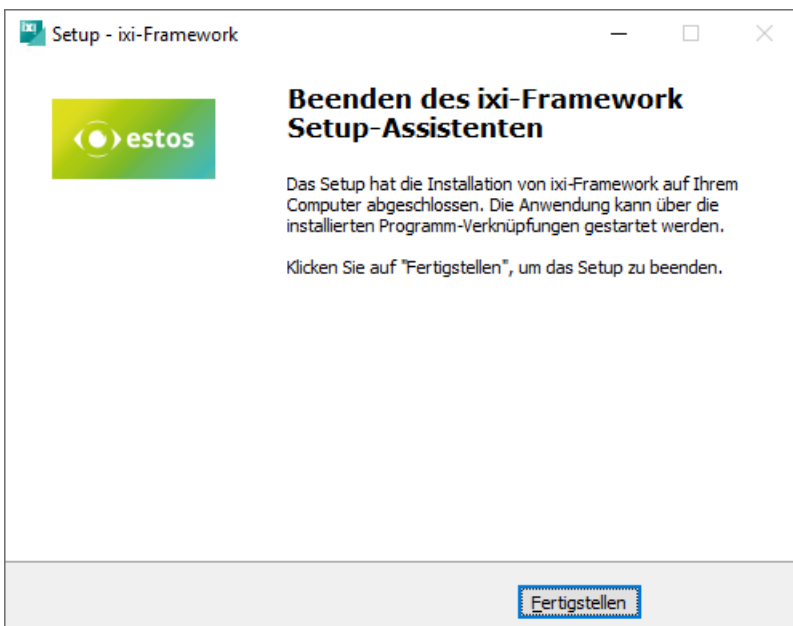 ixi
Setup - ixi-Framework
estos
Beenden des ixi-Framework
Setup-Assistenten
Das Setup hat die Installation von ixi-Framework auf Ihrem
Computer abgeschlossen. Die Anwendung kann über die
installierten Programm-Verknüpfungen gestartet werden.
Klicken Sie auf "Fertigstellen", um das Setup zu beenden.
Fertigstellen